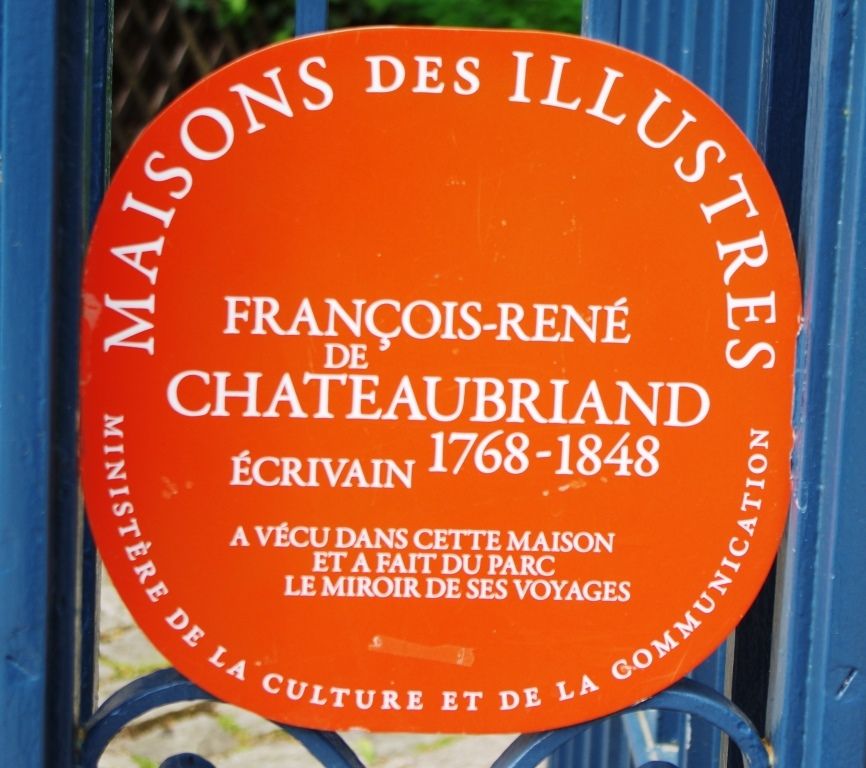 MAISONS DES ILLUSTRES
FRANÇOIS-RENÉ
DE
CHATEAUBRIAND
ÉCRIVAIN 1768-1848
A VÉCU DANS CETTE MAISON
ET A FAIT DU PARC
LE MIROIR DE SES VOYAGES
MINISTÈRE DE LA CULTURE ET DE LA COMMUNICATION